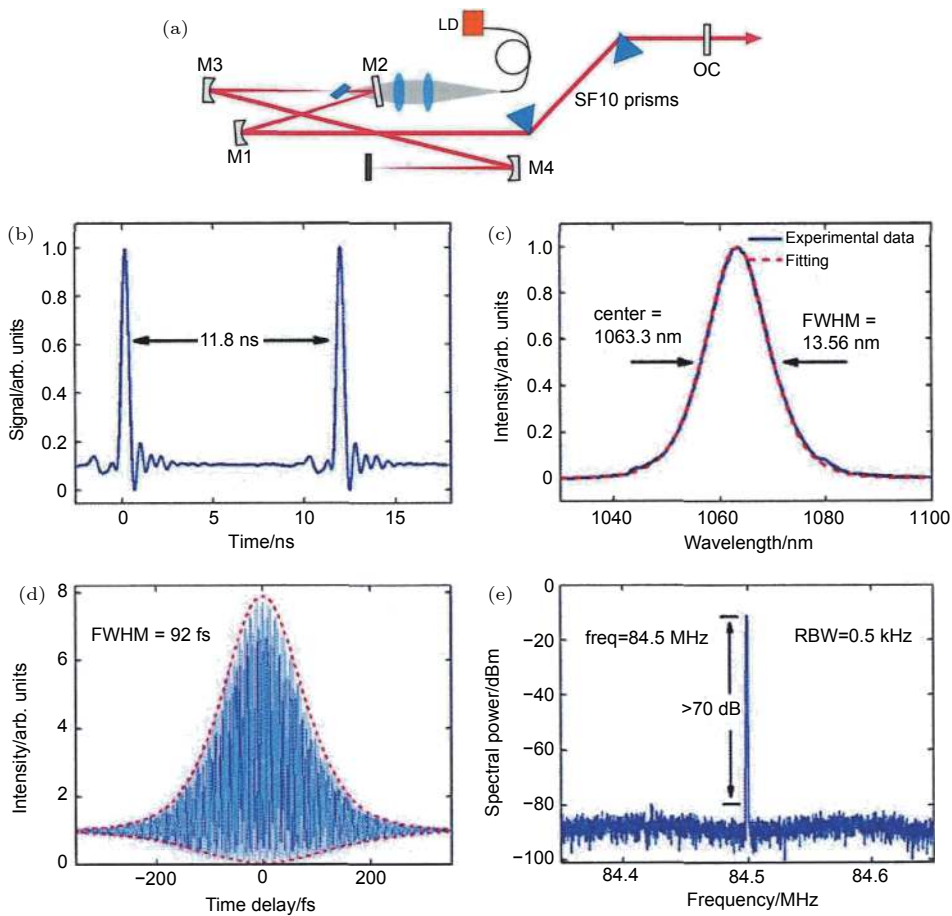 (a)
LD
M3
M2
OC
SF10 prisms
M1
M4
(b)
1.0
0.8
0.6
0.4
0.2
0
Signal/arb. units
11.8 ns
0
5
10
15
Time/ns
(c)
1.0
0.8
0.6
0.4
0.2
0
Intensity/arb. units
Experimental data
Fitting
center =
1063.3 nm
FWHM =
13.56 nm
1040
1060
1080
1100
Wavelength/nm
(d)
8
6
4
2
0
Intensity/arb. units
FWHM = 92 fs
−200
0
200
Time delay/fs
(e)
0
−20
−40
−60
−80
−100
Spectral power/dBm
freq=84.5 MHz
RBW=0.5 kHz
>70 dB
84.4
84.5
84.6
Frequency/MHz